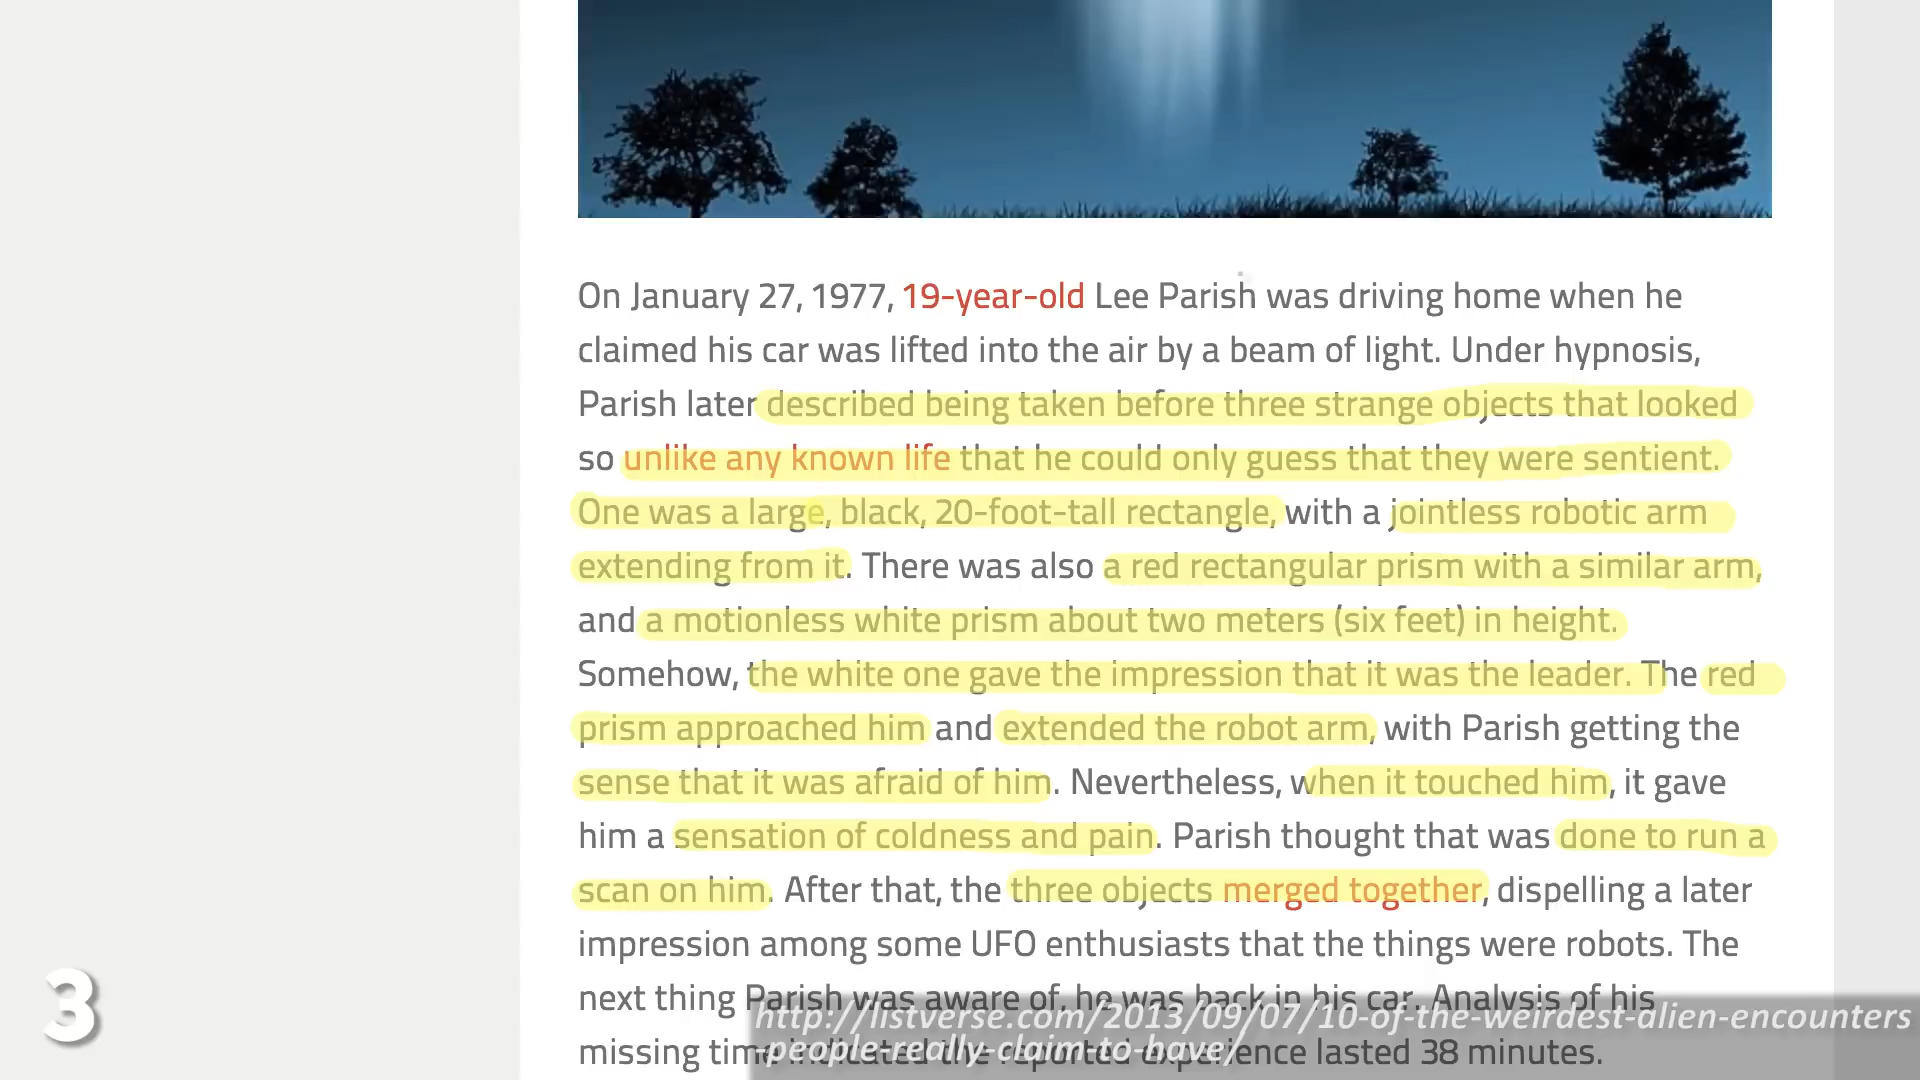 On January 27, 1977, 19-year-old Lee Parish was driving home when he
claimed his car was lifted into the air by a beam of light. Under hypnosis,
Parish later described being taken before three strange objects that looked
so unlike any known life that he could only guess that they were sentient.
One was a large, black, 20-foot-tall rectangle, with a jointless robotic arm
extending from it. There was also a red rectangular prism with a similar arm,
and a motionless white prism about two meters (six feet) in height.
Somehow, the white one gave the impression that it was the leader. The red
prism approached him and extended the robot arm, with Parish getting the
sense that it was afraid of him. Nevertheless, when it touched him, it gave
him a sensation of coldness and pain. Parish thought that was done to run a
scan on him. After that, the three objects merged together, dispelling a later
impression among some UFO enthusiasts that the things were robots. The
next thing Parish was aware of, he was back in his car. Analysis of his
missing time indicated the reported experience lasted 38 minutes.
3
http://listverse.com/2013/09/07/10-of-the-weirdest-alien-encounters
-people-really-claim-to-have/